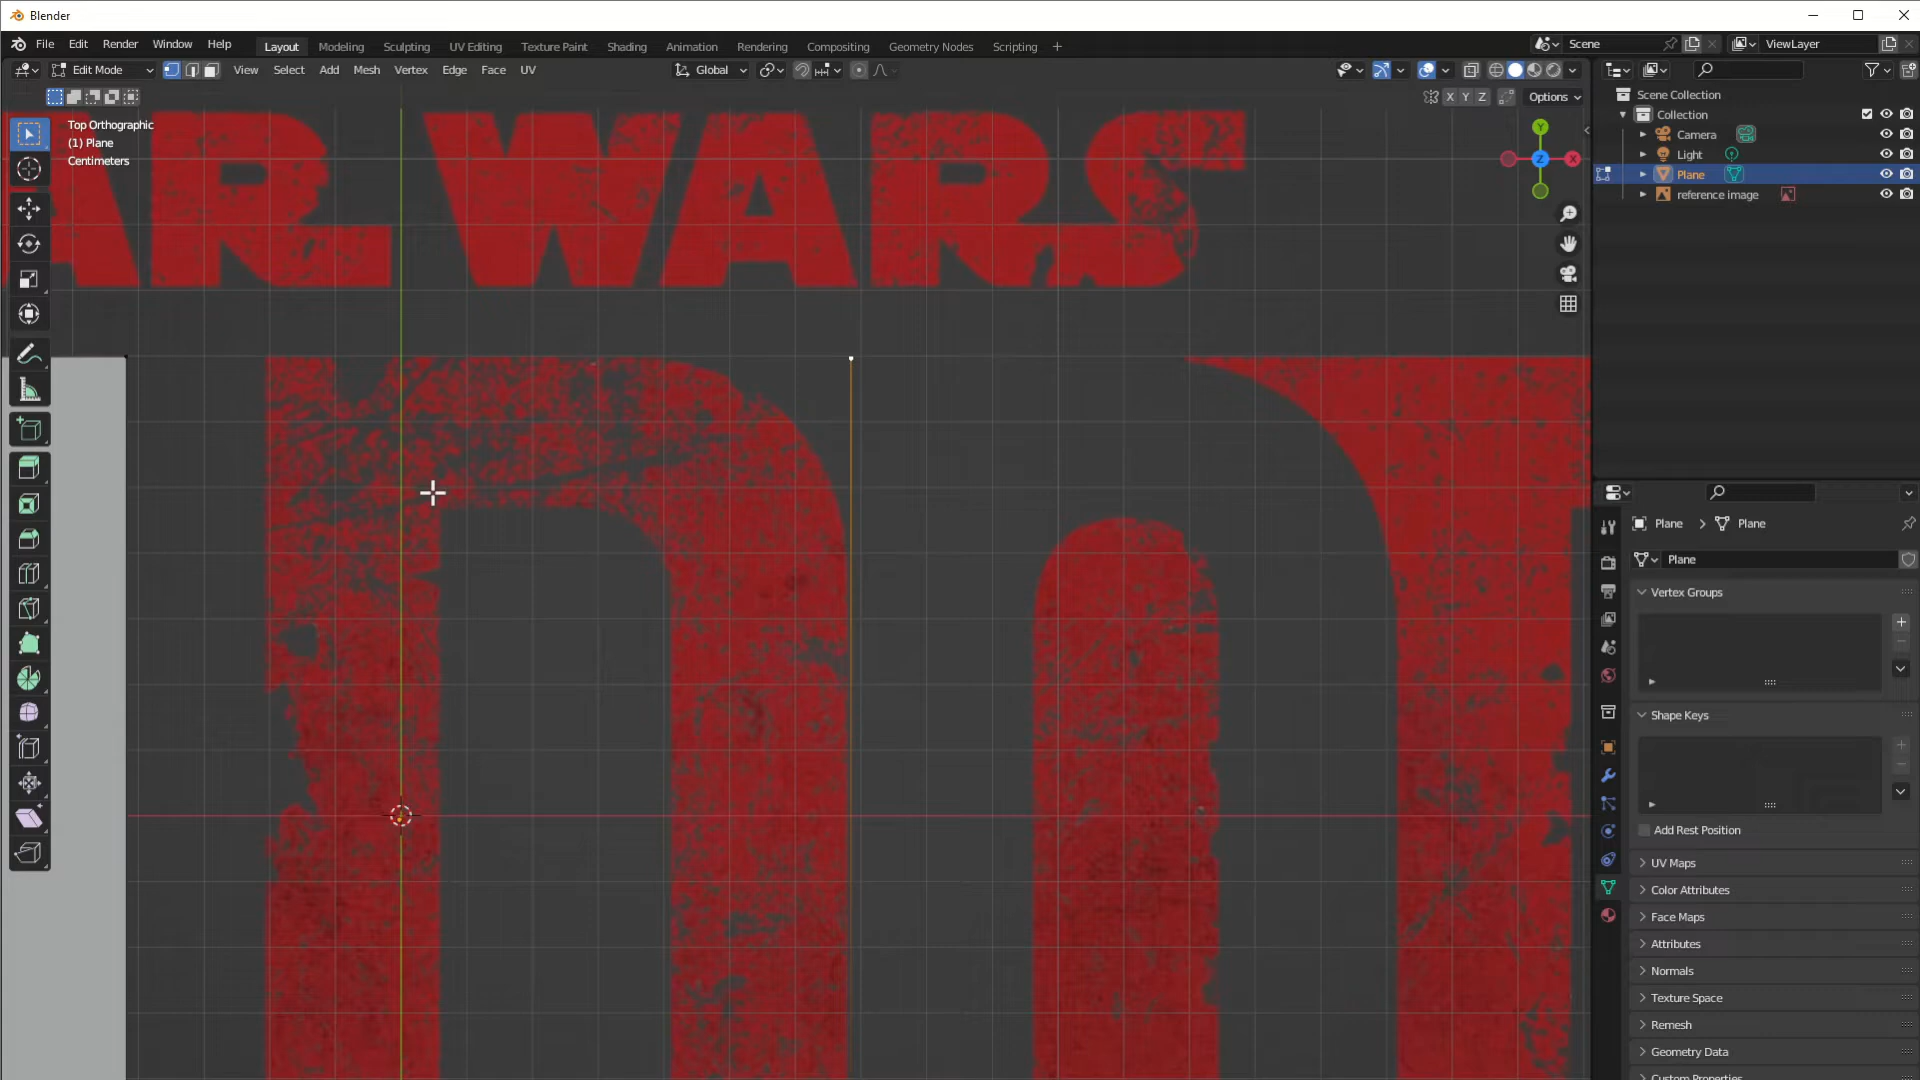 Blender
File Edit Render Window Help Layout Modeling Sculpting UV Editing Texture Paint Shading Animation Rendering Compositing Geometry Nodes Scripting + Scene ViewLayer
Edit Mode View Select Add Mesh Vertex Edge Face UV Global
X Y Z Options
Top Orthographic
(1) Plane
Centimeters
AR WARS
Y
Z X
Scene Collection
Collection
Camera
Light
Plane
reference image
Plane > Plane
Plane
Vertex Groups
Shape Keys
Add Rest Position
UV Maps
Color Attributes
Face Maps
Attributes
Normals
Texture Space
Remesh
Geometry Data
Custom Properties